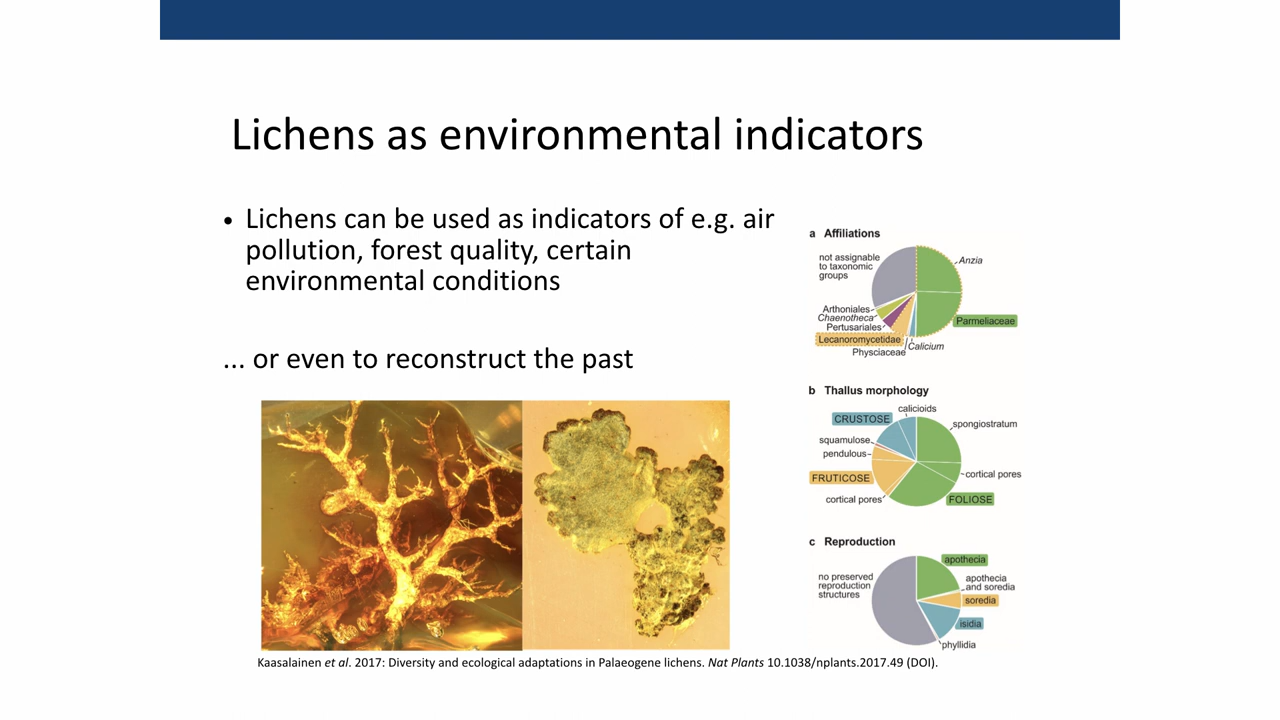 Lichens as environmental indicators
• Lichens can be used as indicators of e.g. air
pollution, forest quality, certain
environmental conditions
... or even to reconstruct the past
a Affiliations
not assignable
to taxonomic
groups
Anzia
Arthoniales
Chaenotheca
Pertusariales
Parmeliaceae
Lecanoromycetidae
Physciaceae
Calicium
b Thallus morphology
calicioids
CRUSTOSE
spongiostratum
squamulose
pendulous
cortical pores
FRUTICOSE
cortical pores
FOLIOSE
c Reproduction
apothecia
no preserved
reproduction
structures
apothecia
and soredia
soredia
isidia
phyllidia
Kaasalainen et al. 2017: Diversity and ecological adaptations in Palaeogene lichens. Nat Plants 10.1038/nplants.2017.49 (DOI).